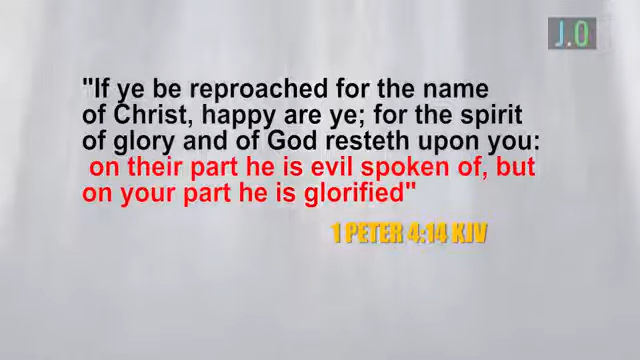 J.O
"If ye be reproached for the name
of Christ, happy are ye; for the spirit
of glory and of God resteth upon you:
on their part he is evil spoken of, but
on your part he is glorified"
1 PETER 4:14 KJV